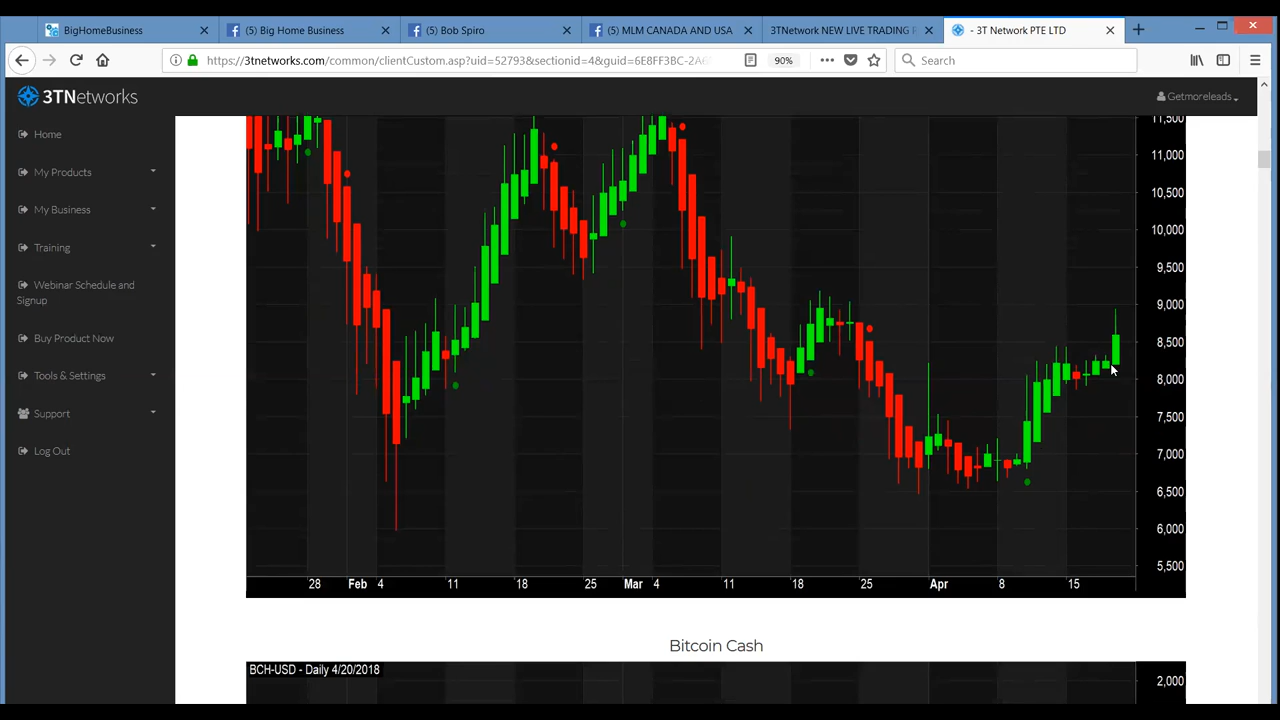 BigHomeBusiness
(5) Big Home Business
(5) Bob Spiro
(5) MLM CANADA AND USA
3TNetwork NEW LIVE TRADING
- 3T Network PTE LTD
https://3tnetworks.com/common/clientCustom.asp?uid=52793&sectionid=4&guid=6E8FF3BC-2A6
90%
Search
3TNetworks
Getmoreleads
Home
My Products
My Business
Training
Webinar Schedule and
Signup
Buy Product Now
Tools & Settings
Support
Log Out
11,500
11,000
10,500
10,000
9,500
9,000
8,500
8,000
7,500
7,000
6,500
6,000
5,500
28 Feb 4 11 18 25 Mar 4 11 18 25 Apr 8 15
Bitcoin Cash
BCH-USD - Daily 4/20/2018
2,000